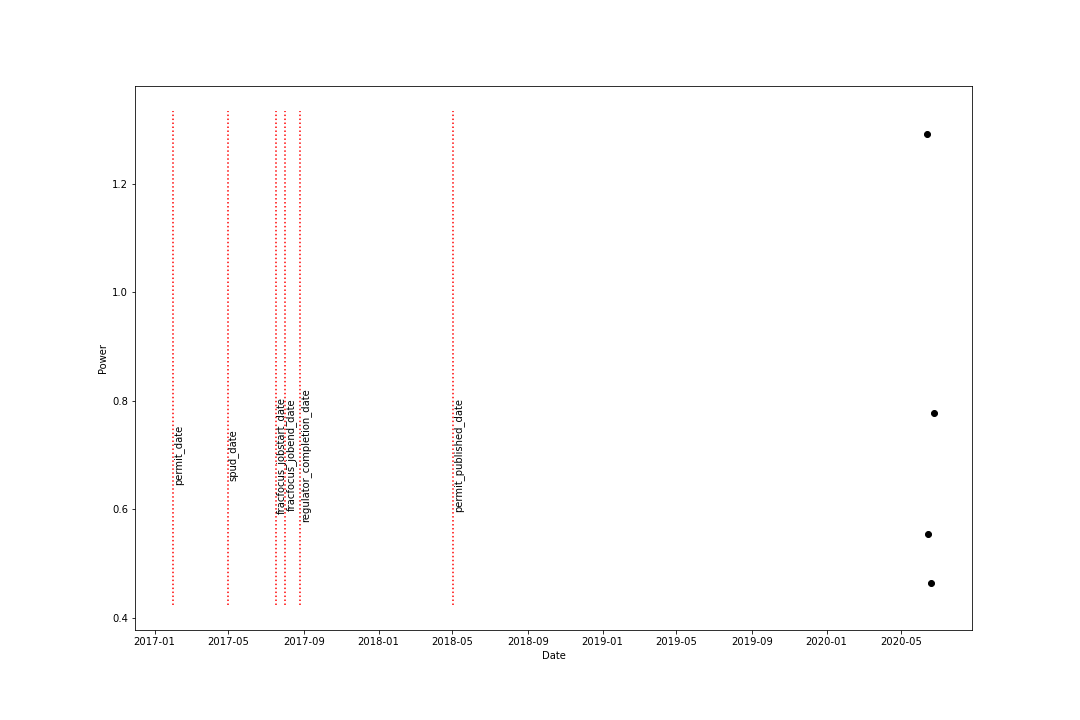 1.2
1.0
0.8
0.6
0.4
Power
permit_date
spud_date
fracfocus_jobstart_date
fracfocus_jobend_date
regulator_completion_date
permit_published_date
2017-01 2017-05 2017-09 2018-01 2018-05 2018-09 2019-01 2019-05 2019-09 2020-01 2020-05
Date